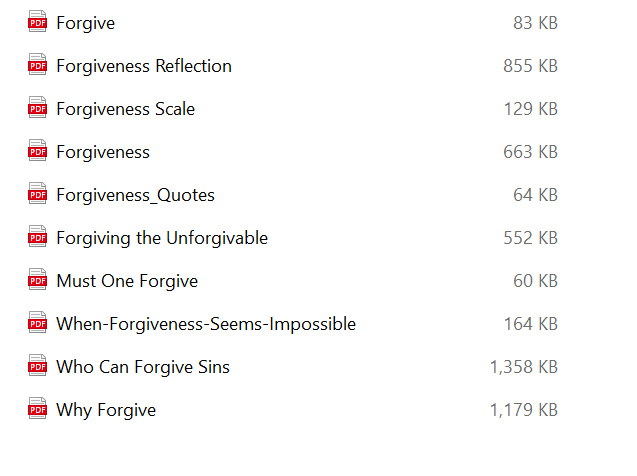 PDF Forgive 83 KB
PDF Forgiveness Reflection 855 KB
PDF Forgiveness Scale 129 KB
PDF Forgiveness 663 KB
PDF Forgiveness_Quotes 64 KB
PDF Forgiving the Unforgivable 552 KB
PDF Must One Forgive 60 KB
PDF When-Forgiveness-Seems-Impossible 164 KB
PDF Who Can Forgive Sins 1,358 KB
PDF Why Forgive 1,179 KB